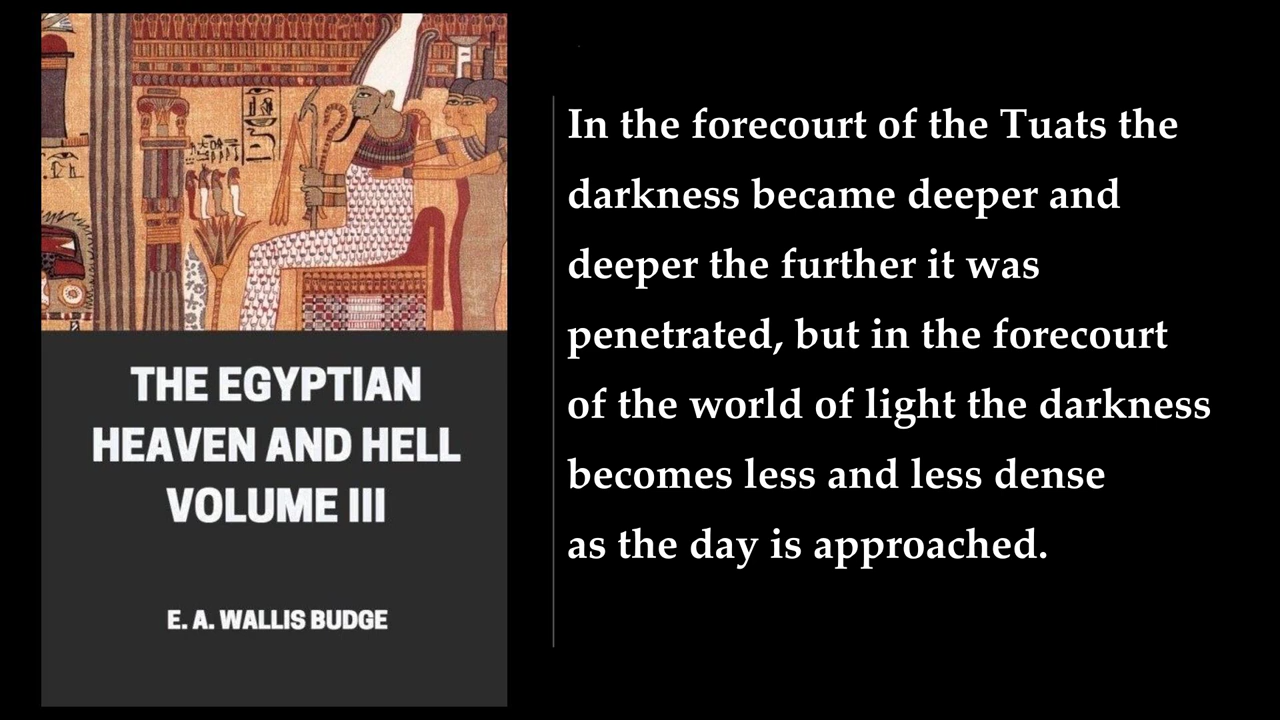 THE EGYPTIAN
HEAVEN AND HELL
VOLUME III
E. A. WALLIS BUDGE
In the forecourt of the Tuats the
darkness became deeper and
deeper the further it was
penetrated, but in the forecourt
of the world of light the darkness
becomes less and less dense
as the day is approached.